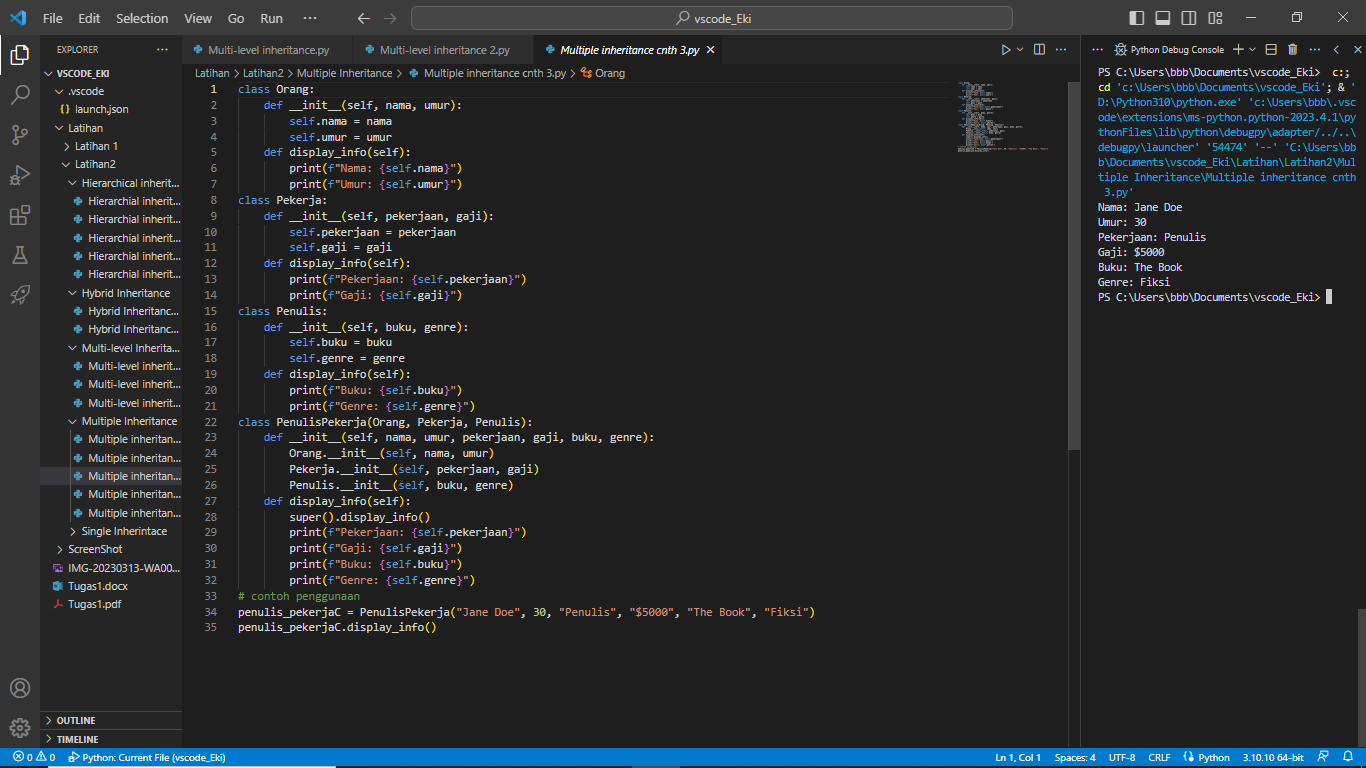 File Edit Selection View Go Run ···
vscode_Eki
EXPLORER
VSCODE_EKI
.vscode
launch.json
Latihan
Latihan 1
Latihan2
Hierarchical inherit...
Hierarchial inherit...
Hierarchial inherit...
Hierarchial inherit...
Hierarchial inherit...
Hierarchial inherit...
Hybrid Inheritance
Hybrid Inheritanc...
Hybrid Inheritanc...
Multi-level Inherita...
Multi-level inherit...
Multi-level inherit...
Multi-level inherit...
Multiple Inheritance
Multiple inheritan...
Multiple inheritan...
Multiple inheritan...
Multiple inheritan...
Multiple inheritan...
Single Inherintace
ScreenShot
IMG-20230313-WA00...
Tugas1.docx
Tugas1.pdf
OUTLINE
TIMELINE
Multi-level inheritance.py
Multi-level inheritance 2.py
Multiple inheritance cnth 3.py
Latihan > Latihan2 > Multiple Inheritance > Multiple inheritance cnth 3.py > Orang
1 class Orang:
2 def __init__(self, nama, umur):
3 self.nama = nama
4 self.umur = umur
5 def display_info(self):
6 print(f"Nama: {self.nama}")
7 print(f"Umur: {self.umur}")
8 class Pekerja:
9 def __init__(self, pekerjaan, gaji):
10 self.pekerjaan = pekerjaan
11 self.gaji = gaji
12 def display_info(self):
13 print(f"Pekerjaan: {self.pekerjaan}")
14 print(f"Gaji: {self.gaji}")
15 class Penulis:
16 def __init__(self, buku, genre):
17 self.buku = buku
18 self.genre = genre
19 def display_info(self):
20 print(f"Buku: {self.buku}")
21 print(f"Genre: {self.genre}")
22 class PenulisPekerja(Orang, Pekerja, Penulis):
23 def __init__(self, nama, umur, pekerjaan, gaji, buku, genre):
24 Orang.__init__(self, nama, umur)
25 Pekerja.__init__(self, pekerjaan, gaji)
26 Penulis.__init__(self, buku, genre)
27 def display_info(self):
28 super().display_info()
29 print(f"Pekerjaan: {self.pekerjaan}")
30 print(f"Gaji: {self.gaji}")
31 print(f"Buku: {self.buku}")
32 print(f"Genre: {self.genre}")
33 # contoh penggunaan
34 penulis_pekerjaC = PenulisPekerja("Jane Doe", 30, "Penulis", "$5000", "The Book", "Fiksi")
35 penulis_pekerjaC.display_info()
Python Debug Console
PS C:\Users\bbb\Documents\vscode_Eki> c:;
cd 'c:\Users\bbb\Documents\vscode_Eki'; & '
D:\Python310\python.exe' 'c:\Users\bbb\.vsc
ode\extensions\ms-python.python-2023.4.1\py
thonFiles\lib\python\debugpy\adapter/../..\
debugpy\launcher' '54474' '--' 'C:\Users\bb
b\Documents\vscode_Eki\Latihan\Latihan2\Mul
tiple Inheritance\Multiple inheritance cnth
3.py'
Nama: Jane Doe
Umur: 30
Pekerjaan: Penulis
Gaji: $5000
Buku: The Book
Genre: Fiksi
PS C:\Users\bbb\Documents\vscode_Eki>
0 0 Python: Current File (vscode_Eki)
Ln 1, Col 1 Spaces: 4 UTF-8 CRLF Python 3.10.10 64-bit